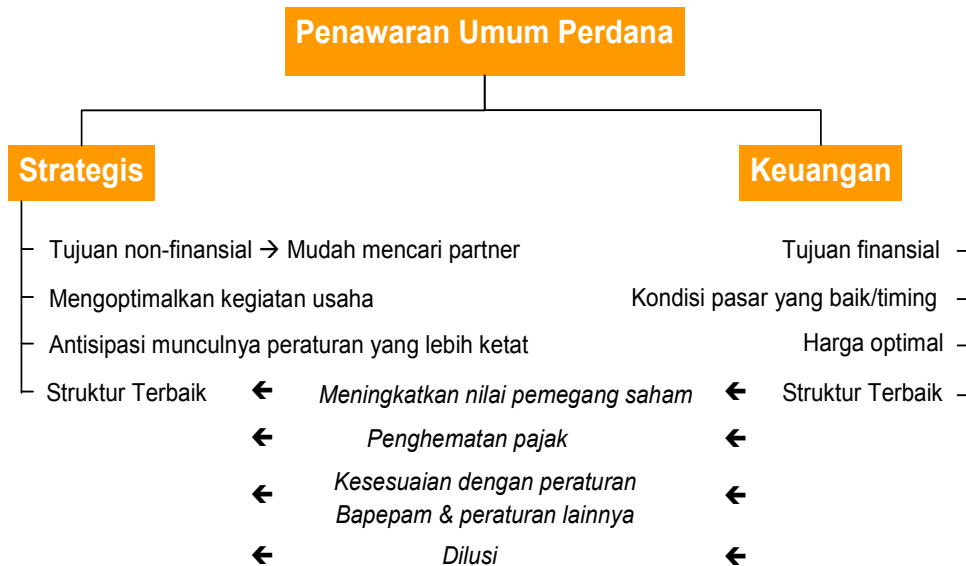 Penawaran Umum Perdana
Strategis
Keuangan
Tujuan non-finansial → Mudah mencari partner
Tujuan finansial
Mengoptimalkan kegiatan usaha
Kondisi pasar yang baik/timing
Antisipasi munculnya peraturan yang lebih ketat
Harga optimal
Struktur Terbaik ← Meningkatkan nilai pemegang saham ← Struktur Terbaik
← Penghematan pajak ←
← Kesesuaian dengan peraturan ←
Bapepam & peraturan lainnya
← Dilusi ←